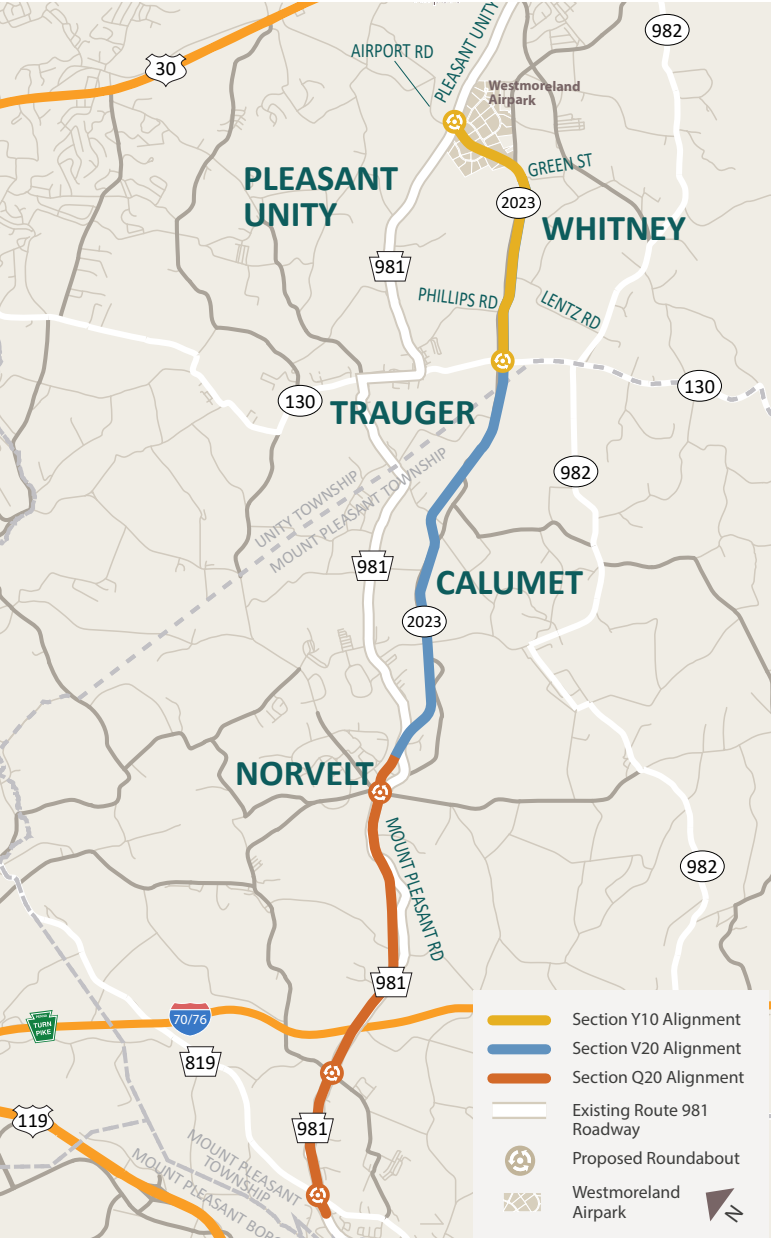 982
PLEASANT UNITY
AIRPORT RD
30
Westmoreland
Airpark
GREEN ST
PLEASANT
UNITY
2023
WHITNEY
981
PHILLIPS RD
LENTZ RD
130
130
TRAUGER
UNITY TOWNSHIP
MOUNT PLEASANT TOWNSHIP
982
981
CALUMET
2023
NORVELT
MOUNT PLEASANT RD
982
981
TURN
PIKE
70/76
819
119
981
MOUNT PLEASANT
TOWNSHIP
MOUNT PLEASANT BORO
Section Y10 Alignment
Section V20 Alignment
Section Q20 Alignment
Existing Route 981
Roadway
Proposed Roundabout
Westmoreland
Airpark
N